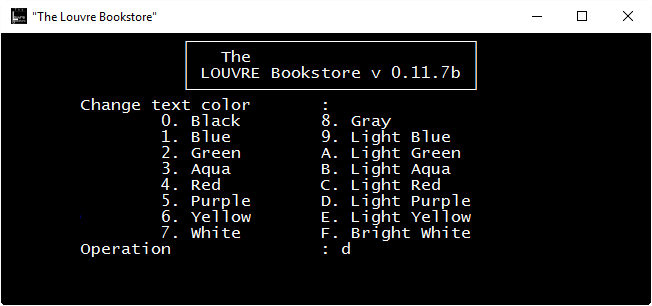 "The Louvre Bookstore"
The
LOUVRE Bookstore v 0.11.7b
Change text color :
0. Black 8. Gray
1. Blue 9. Light Blue
2. Green A. Light Green
3. Aqua B. Light Aqua
4. Red C. Light Red
5. Purple D. Light Purple
6. Yellow E. Light Yellow
7. White F. Bright White
Operation : d